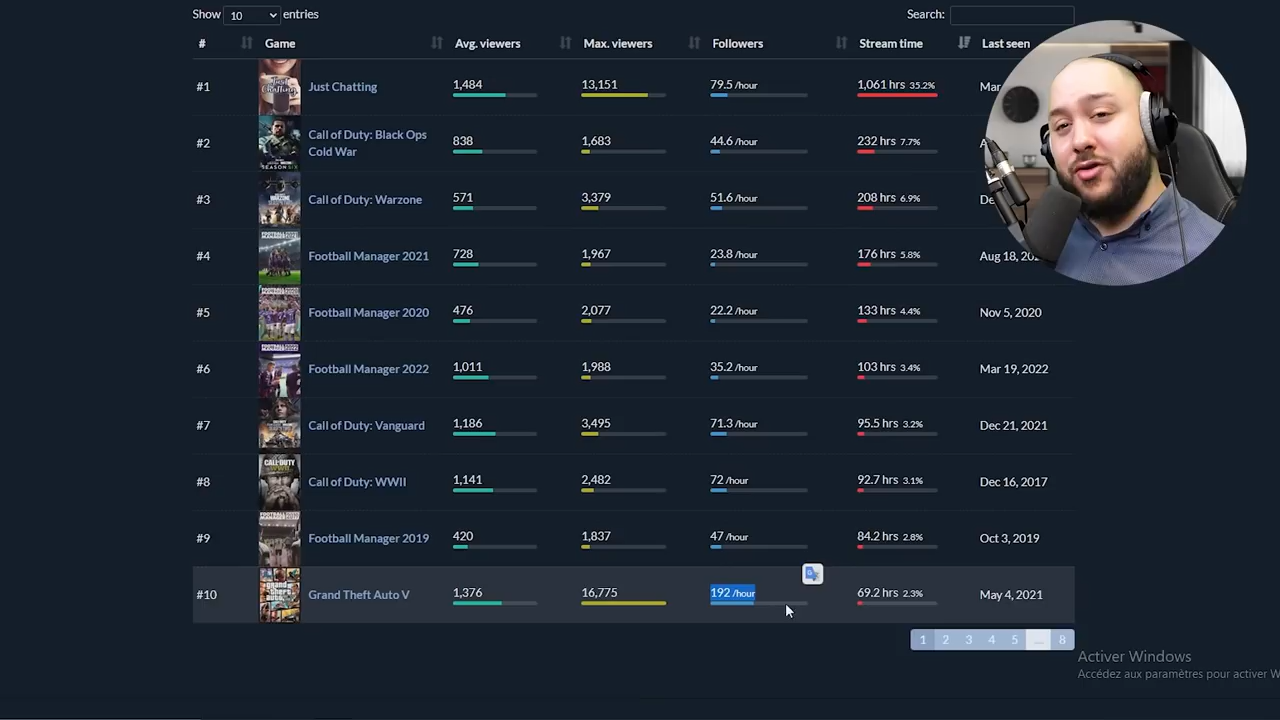 Show 10 entries Search:
# Game Avg. viewers Max. viewers Followers Stream time Last seen
#1 Just Chatting 1,484 13,151 79.5 /hour 1,061 hrs 35.2% Mar
#2 Call of Duty: Black Ops Cold War 838 1,683 44.6 /hour 232 hrs 7.7%
#3 Call of Duty: Warzone 571 3,379 51.6 /hour 208 hrs 6.9%
#4 Football Manager 2021 728 1,967 23.8 /hour 176 hrs 5.8% Aug 18,
#5 Football Manager 2020 476 2,077 22.2 /hour 133 hrs 4.4% Nov 5, 2020
#6 Football Manager 2022 1,011 1,988 35.2 /hour 103 hrs 3.4% Mar 19, 2022
#7 Call of Duty: Vanguard 1,186 3,495 71.3 /hour 95.5 hrs 3.2% Dec 21, 2021
#8 Call of Duty: WWII 1,141 2,482 72 /hour 92.7 hrs 3.1% Dec 16, 2017
#9 Football Manager 2019 420 1,837 47 /hour 84.2 hrs 2.8% Oct 3, 2019
#10 Grand Theft Auto V 1,376 16,775 192 /hour 69.2 hrs 2.3% May 4, 2021
1 2 3 4 5 ... 8
Activer Windows
Accédez aux paramètres pour activer W